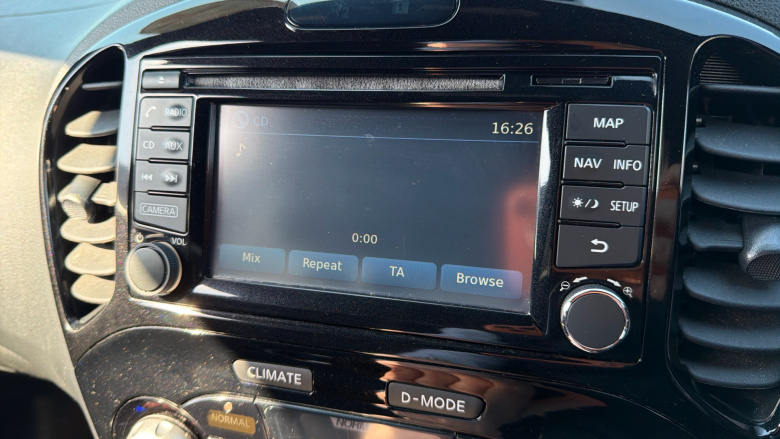 RADIO
CD AUX
CAMERA
VOL
CD 16:26
0:00
Mix Repeat TA Browse
MAP
NAV INFO
SETUP
CLIMATE
D-MODE
NORMAL